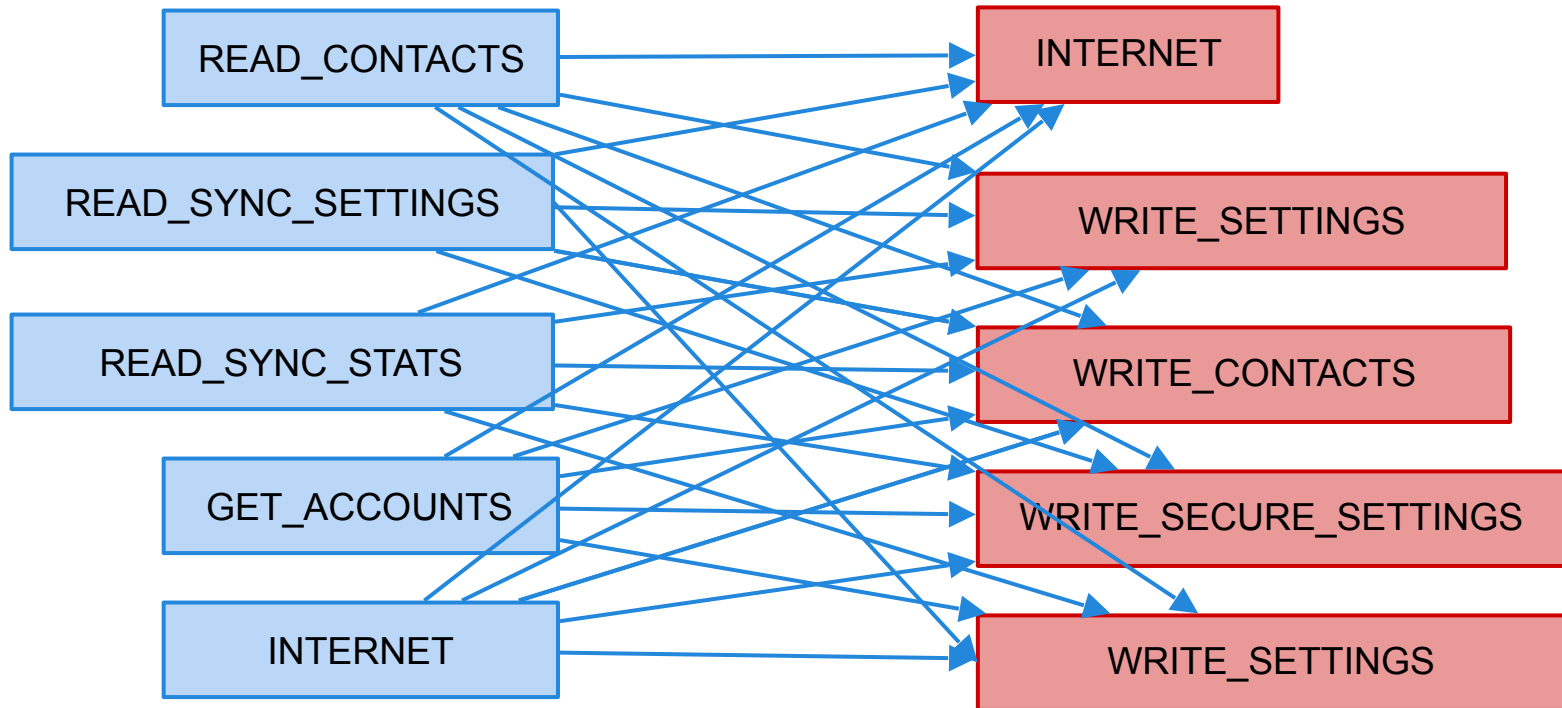 READ_CONTACTS
INTERNET
READ_SYNC_SETTINGS
WRITE_SETTINGS
READ_SYNC_STATS
WRITE_CONTACTS
GET_ACCOUNTS
WRITE_SECURE_SETTINGS
INTERNET
WRITE_SETTINGS